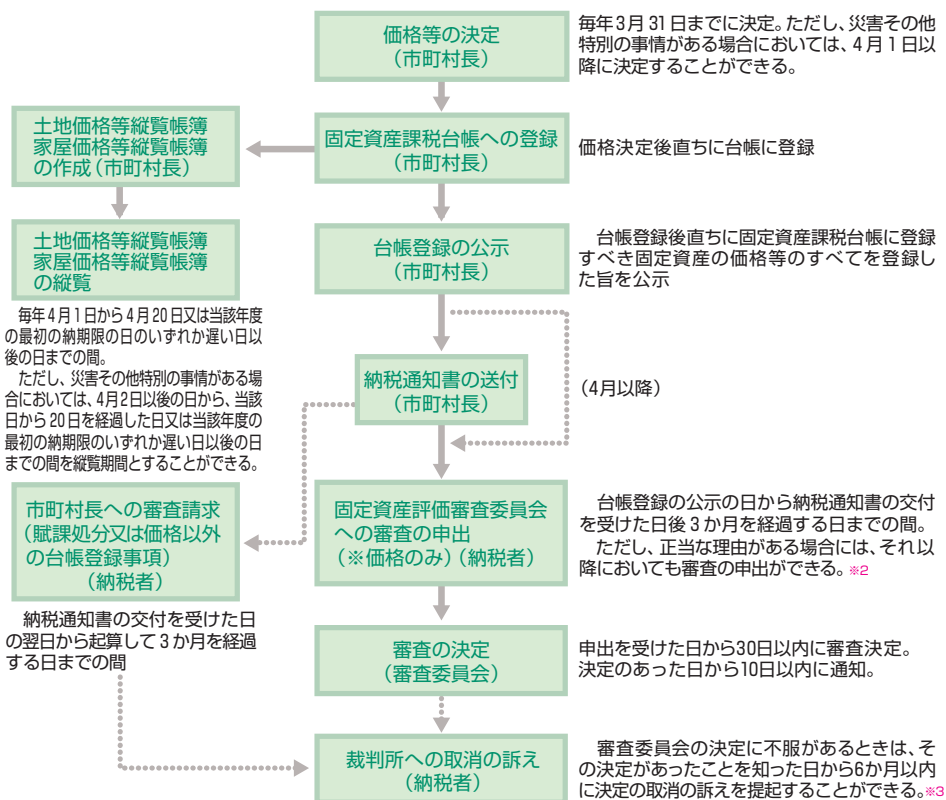 価格等の決定
(市町村長)
毎年3月31日までに決定。ただし、災害その他
特別の事情がある場合においては、4月1日以
降に決定することができる。
土地価格等縦覧帳簿
家屋価格等縦覧帳簿
の作成(市町村長)
固定資産課税台帳への登録
(市町村長)
価格決定後直ちに台帳に登録
土地価格等縦覧帳簿
家屋価格等縦覧帳簿
の縦覧
毎年4月1日から4月20日又は当該年度
の最初の納期限の日のいずれか遅い日以
後の日までの間。
ただし、災害その他特別の事情がある場
合においては、4月2日以後の日から、当該
日から20日を経過した日又は当該年度の
最初の納期限のいずれか遅い日以後の日
までの間を縦覧期間とすることができる。
台帳登録の公示
(市町村長)
台帳登録後直ちに固定資産課税台帳に登録
すべき固定資産の価格等のすべてを登録し
た旨を公示
納税通知書の送付
(市町村長)
(4月以降)
市町村長への審査請求
(賦課処分又は価格以外
の台帳登録事項)
(納税者)
納税通知書の交付を受けた日
の翌日から起算して3か月を経過
する日までの間
固定資産評価審査委員会
への審査の申出
(※価格のみ)(納税者)
台帳登録の公示の日から納税通知書の交付
を受けた日後3か月を経過する日までの間。
ただし、正当な理由がある場合には、それ以
降においても審査の申出ができる。※2
審査の決定
(審査委員会)
申出を受けた日から30日以内に審査決定。
決定のあった日から10日以内に通知。
裁判所への取消の訴え
(納税者)
審査委員会の決定に不服があるときは、そ
の決定があったことを知った日から6か月以内
に決定の取消の訴えを提起することができる。※3